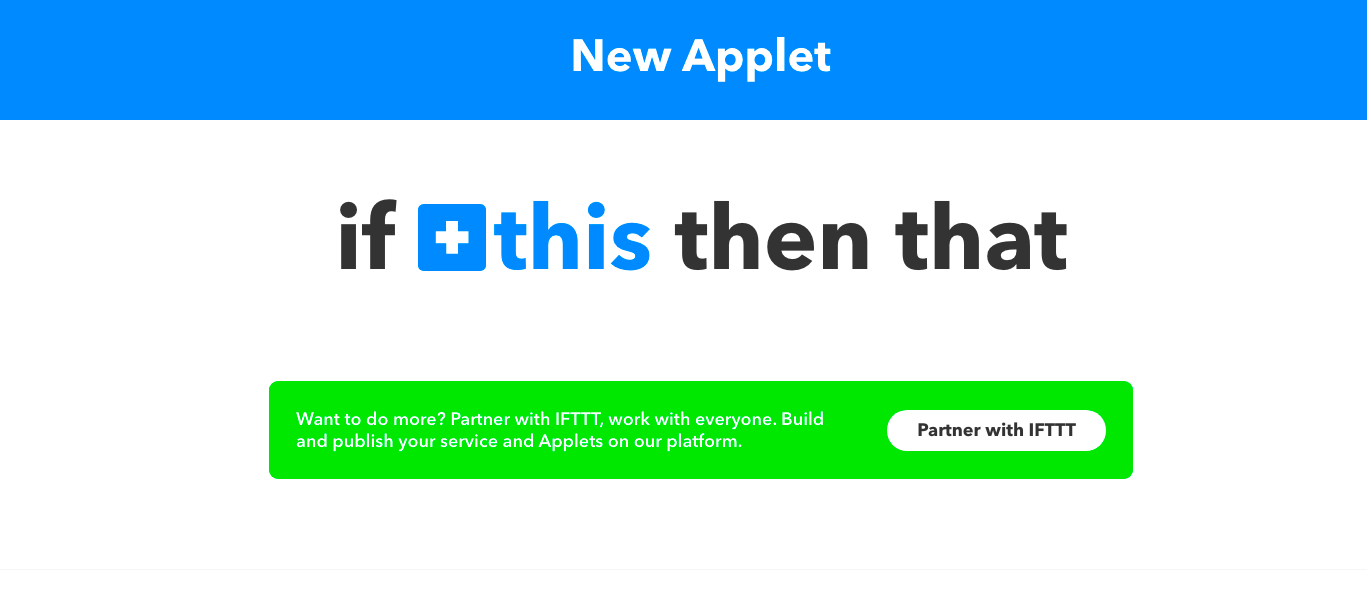 New Applet
if this then that
Want to do more? Partner with IFTTT, work with everyone. Build
and publish your service and Applets on our platform.
Partner with IFTTT